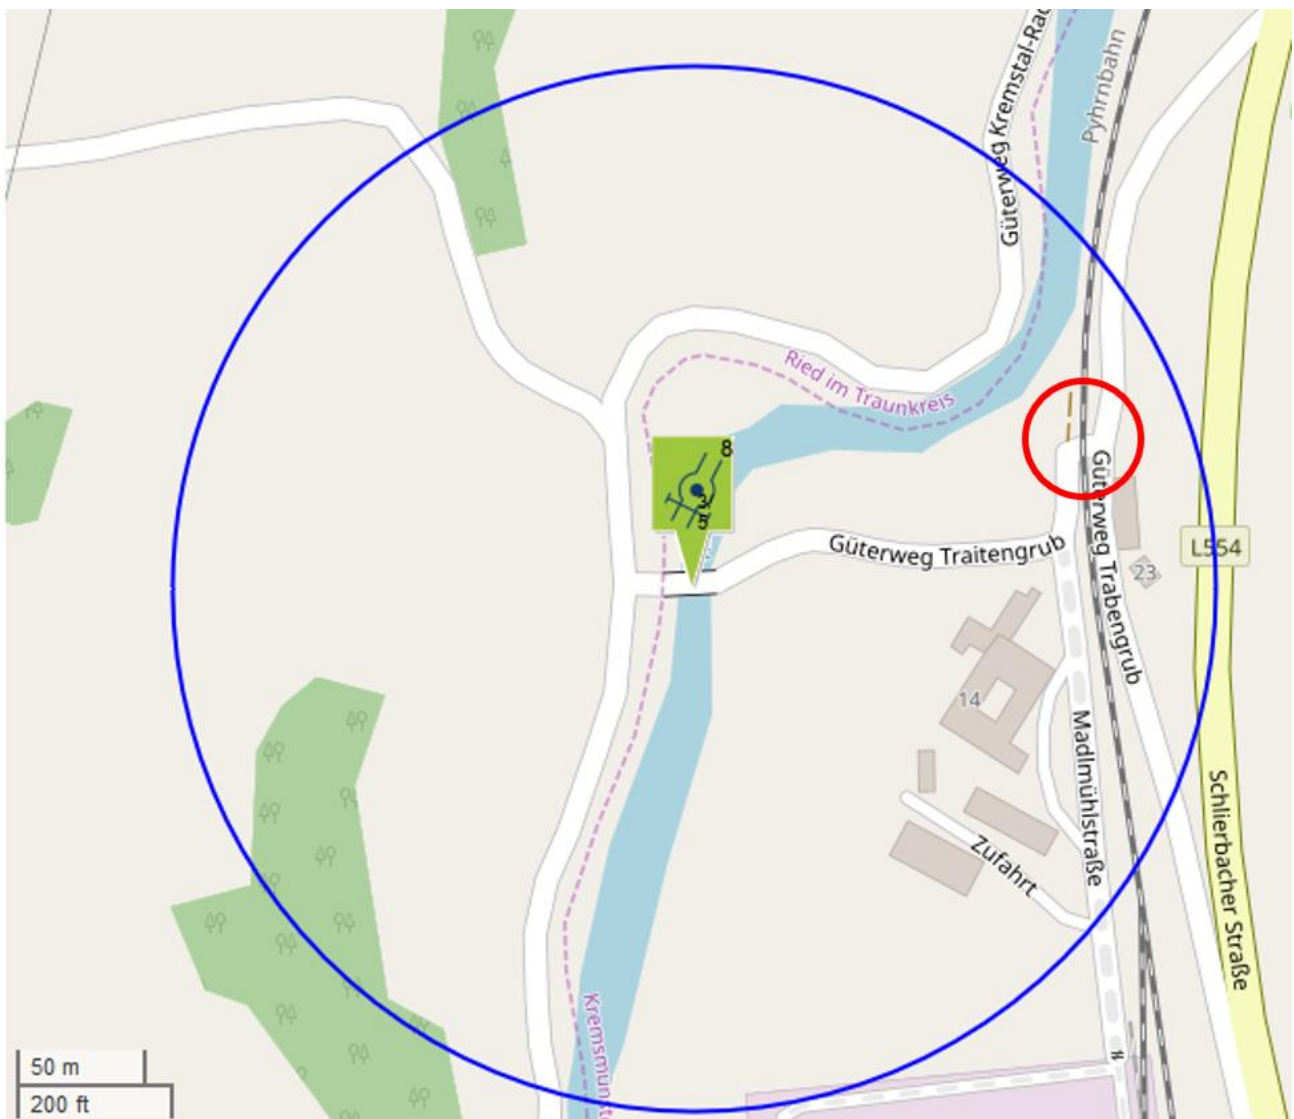 Güterweg Kremstal-Rad
Pyhrnbahn
Ried im Traunkreis
8
3
5
Güterweg Traitengrub
Güterweg Trabengrub
L554
23
14
Madlmühlstraße
Zufahrt
Schlierbacher Straße
Kremsmünste
50 m
200 ft